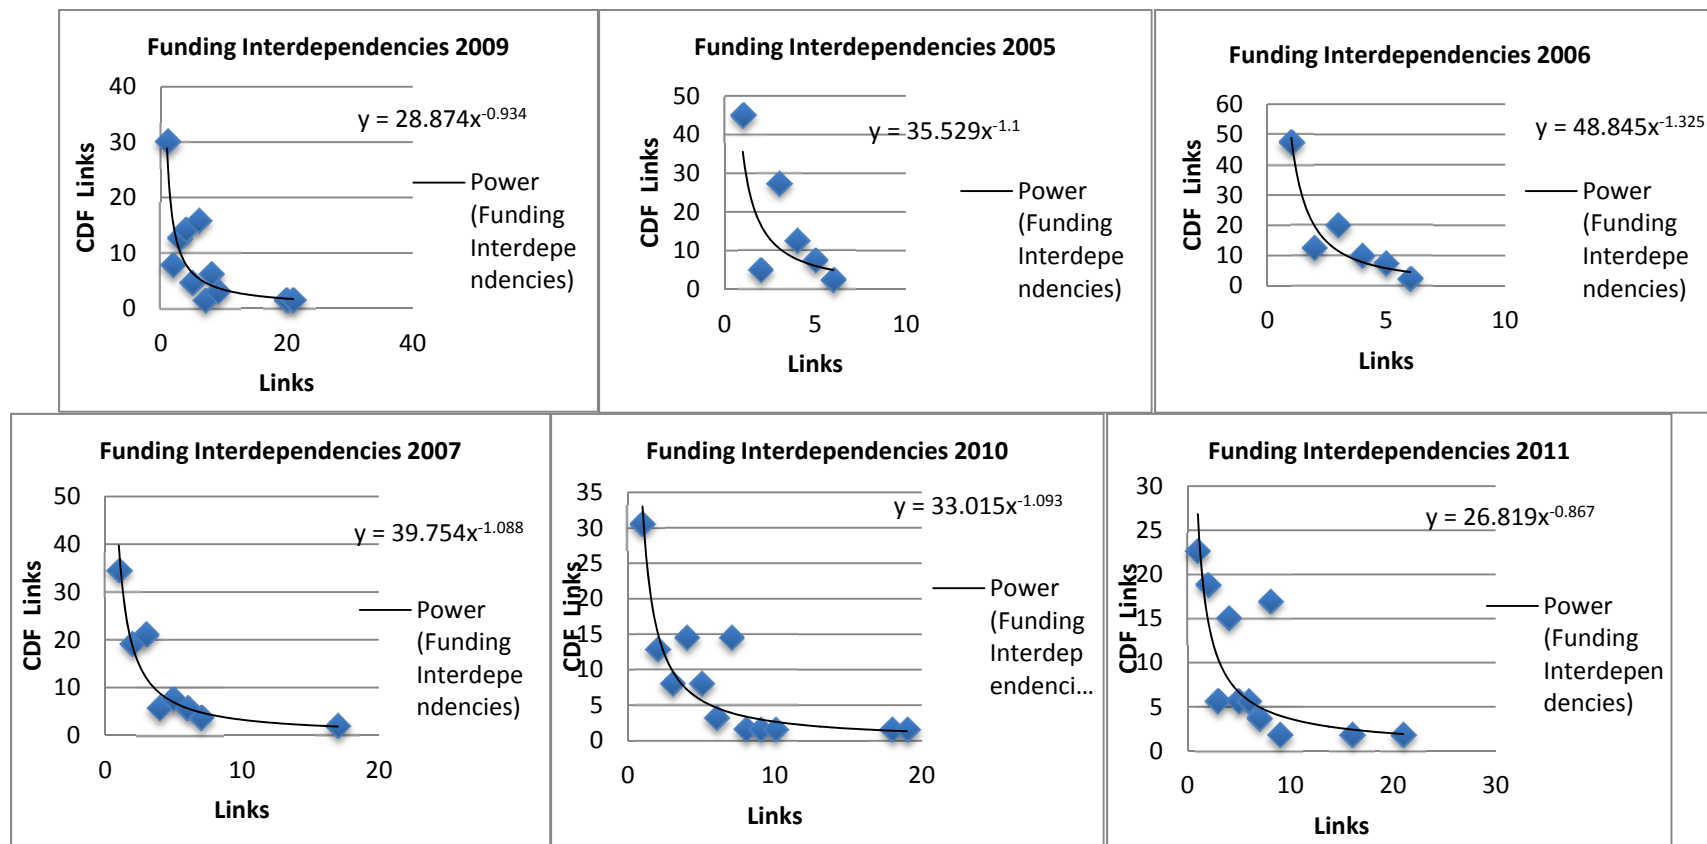 Funding Interdependencies 2009
40
30
20
10
0
0 20 40
CDF Links
Links
y = 28.874x^-0.934
Power
(Funding
Interdepe
ndencies)
Funding Interdependencies 2005
50
40
30
20
10
0
0 5 10
CDF Links
Links
y = 35.529x^-1.1
Power
(Funding
Interdepe
ndencies)
Funding Interdependencies 2006
60
50
40
30
20
10
0
0 5 10
CDF Links
Links
y = 48.845x^-1.325
Power
(Funding
Interdepe
ndencies)
Funding Interdependencies 2007
50
40
30
20
10
0
0 10 20
CDF Links
Links
y = 39.754x^-1.088
Power
(Funding
Interdepe
ndencies)
Funding Interdependencies 2010
35
30
25
20
15
10
5
0
0 10 20
CDF Links
Links
y = 33.015x^-1.093
Power
(Funding
Interdep
endenci...
Funding Interdependencies 2011
30
25
20
15
10
5
0
0 10 20 30
CDF Links
Links
y = 26.819x^-0.867
Power
(Funding
Interdepen
dencies)